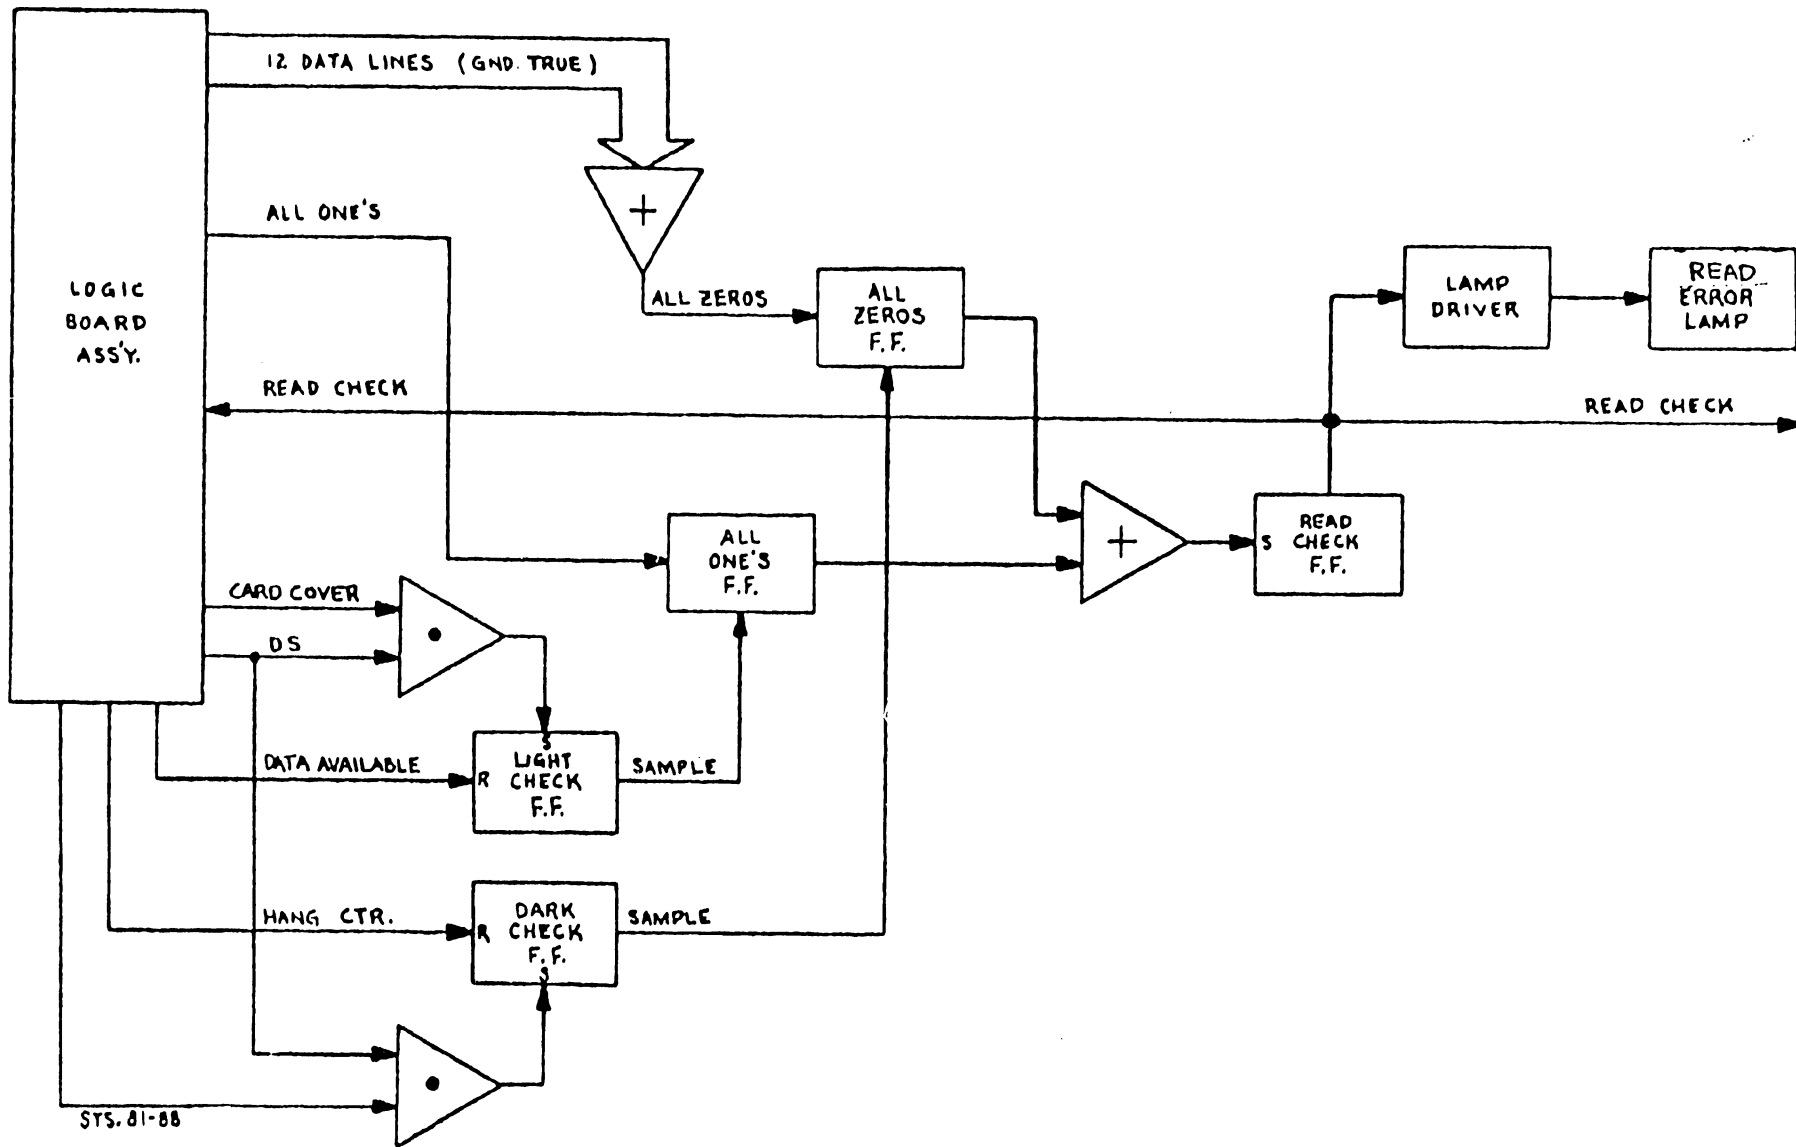 12 DATA LINES (GND. TRUE)
ALL ONE'S
LOGIC
BOARD
ASS'Y.
ALL ZEROS
ALL
ZEROS
F.F.
LAMP
DRIVER
READ
ERROR
LAMP
READ CHECK
READ CHECK
+
+
ALL
ONE'S
F.F.
S
READ
CHECK
F.F.
CARD COVER
DS
DATA AVAILABLE
R
S
LIGHT
CHECK
F.F.
SAMPLE
HANG CTR.
R
DARK
CHECK
F.F.
S
SAMPLE
STS. 81-88